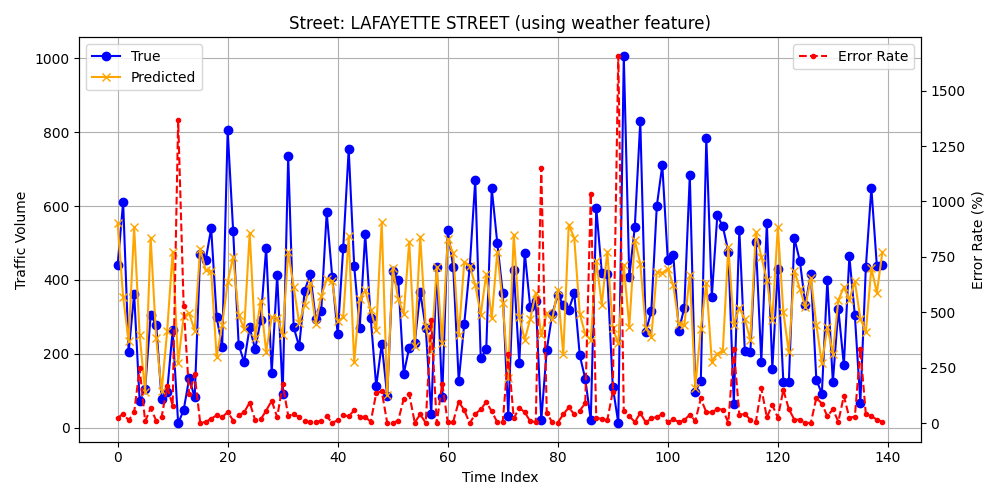 Street: LAFAYETTE STREET (using weather feature)
True
Predicted
Error Rate
1000
800
600
400
200
0
Traffic Volume
1500
1250
1000
750
500
250
0
Error Rate (%)
0 20 40 60 80 100 120 140
Time Index